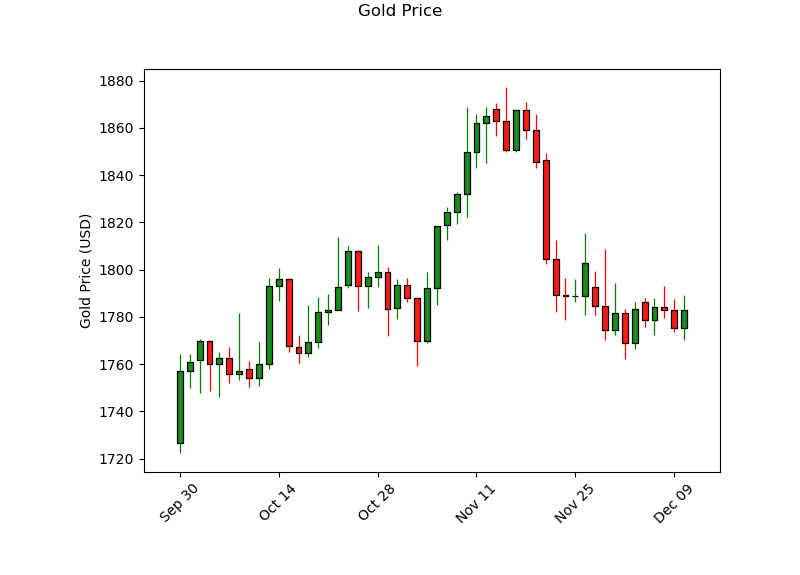 Gold Price
Gold Price (USD)
1880
1860
1840
1820
1800
1780
1760
1740
1720
Sep 30
Oct 14
Oct 28
Nov 11
Nov 25
Dec 09